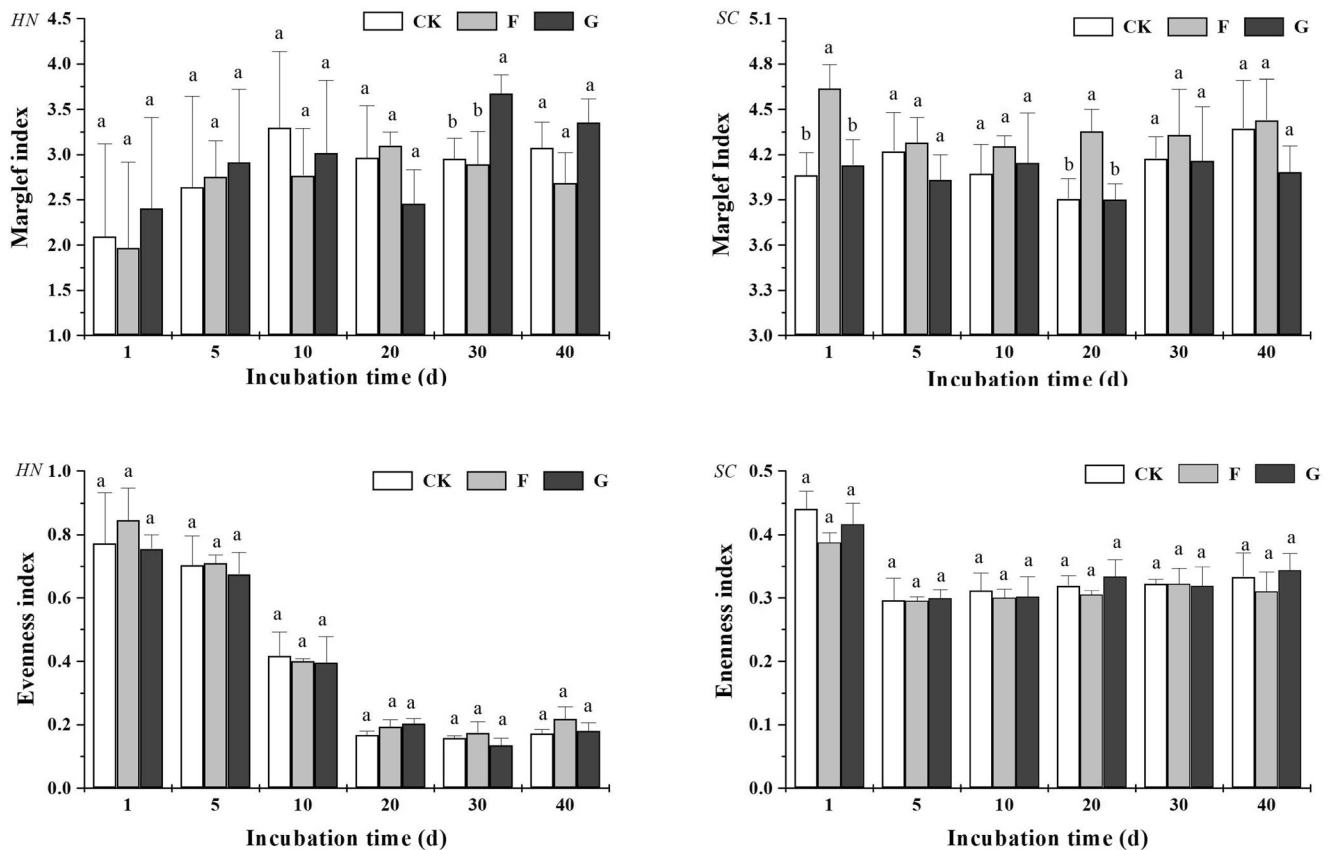 HN
CK F G
4.5
4.0
3.5
3.0
2.5
2.0
1.5
1.0
Marglef index
a a a
a a a
a a a
a a a
b b a
a a a
1 5 10 20 30 40
Incubation time (d)
SC
CK F G
5.1
4.8
4.5
4.2
3.9
3.6
3.3
3.0
Marglef Index
b a b
a a a
a a a
b a b
a a a
a a a
1 5 10 20 30 40
Incubation time (d)
HN
CK F G
1.0
0.8
0.6
0.4
0.2
0.0
Evenness index
a a a
a a a
a a a
a a a
a a a
a a a
1 5 10 20 30 40
Incubation time (d)
SC
CK F G
0.5
0.4
0.3
0.2
0.1
0.0
Enenness index
a a a
a a a
a a a
a a a
a a a
a a a
1 5 10 20 30 40
Incubation time (d)